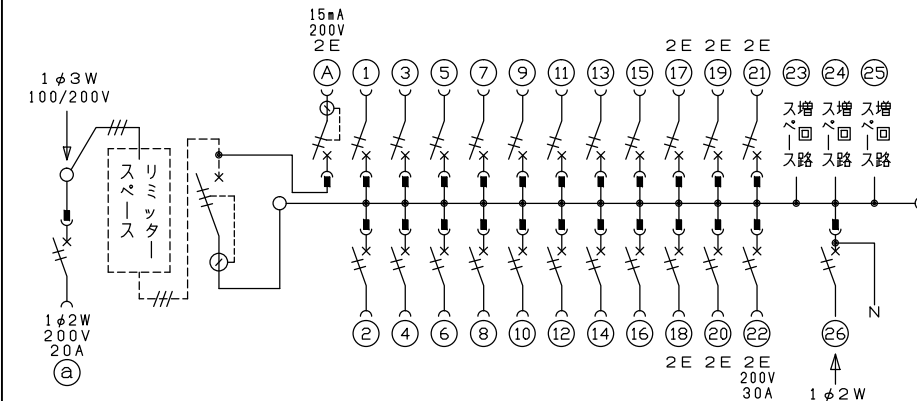 15mA
200V
2E
2E 2E 2E
A 1 3 5 7 9 11 13 15 17 19 21 23 24 25
1φ3W
100/200V
リミッター
スペース
増回路
スペース
増回路
スペース
増回路
スペース
N
1φ2W
200V
20A
a
2 4 6 8 10 12 14 16 18 20 22 26
2E 2E 2E
200V
30A
1φ2W